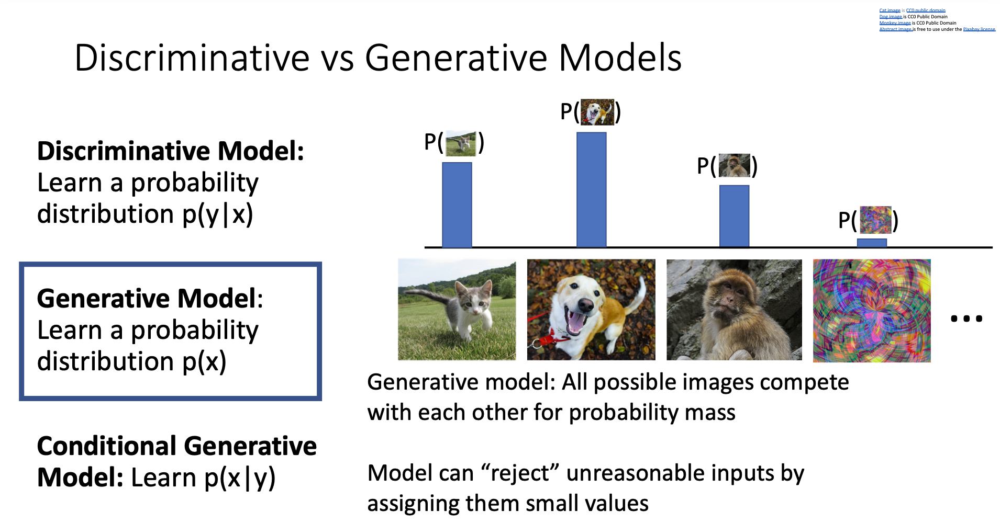 Cat image is CC0 public domain
Dog image is CC0 Public Domain
Monkey image is CC0 Public Domain
Abstract image is free to use under the Pixabay license
Discriminative vs Generative Models
Discriminative Model:
Learn a probability
distribution p(y|x)
Generative Model:
Learn a probability
distribution p(x)
Conditional Generative
Model: Learn p(x|y)
P( )
P( )
P( )
P( )
...
Generative model: All possible images compete
with each other for probability mass
Model can “reject” unreasonable inputs by
assigning them small values